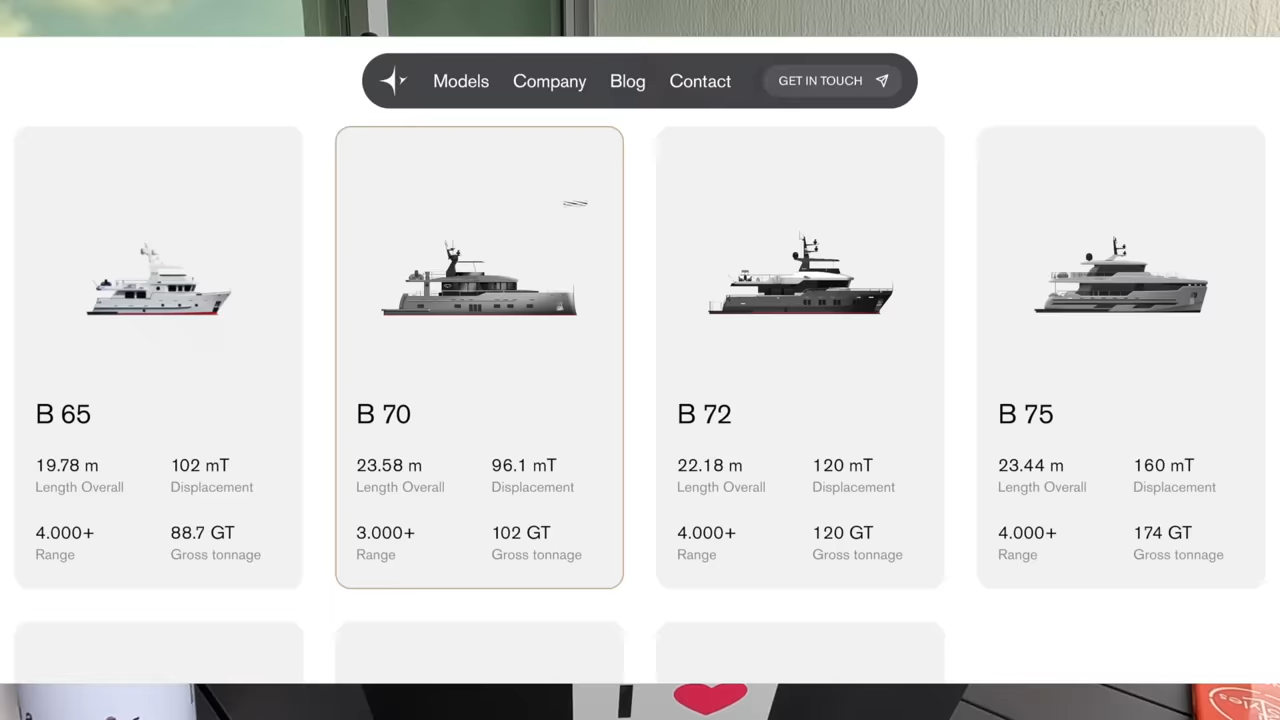 Models Company Blog Contact GET IN TOUCH
B 65
19.78 m 102 mT
Length Overall Displacement
4.000+ 88.7 GT
Range Gross tonnage
B 70
23.58 m 96.1 mT
Length Overall Displacement
3.000+ 102 GT
Range Gross tonnage
B 72
22.18 m 120 mT
Length Overall Displacement
4.000+ 120 GT
Range Gross tonnage
B 75
23.44 m 160 mT
Length Overall Displacement
4.000+ 174 GT
Range Gross tonnage